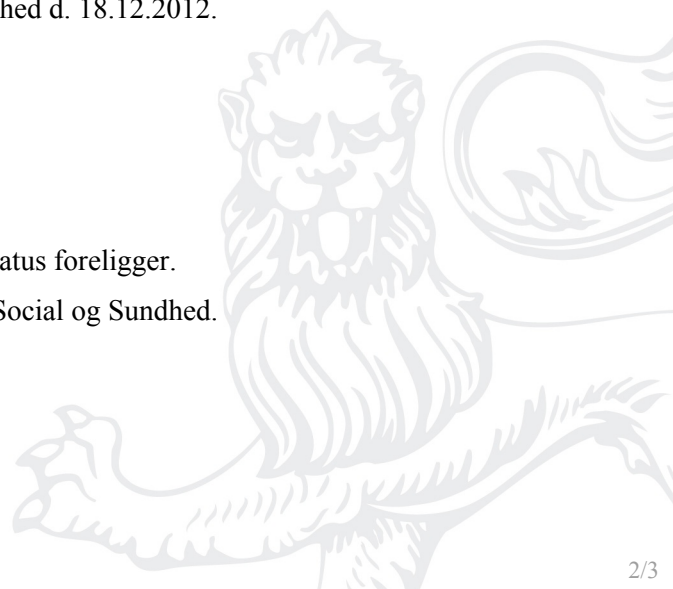 hed d. 18.12.2012.
atus foreligger.
Social og Sundhed.
2/3